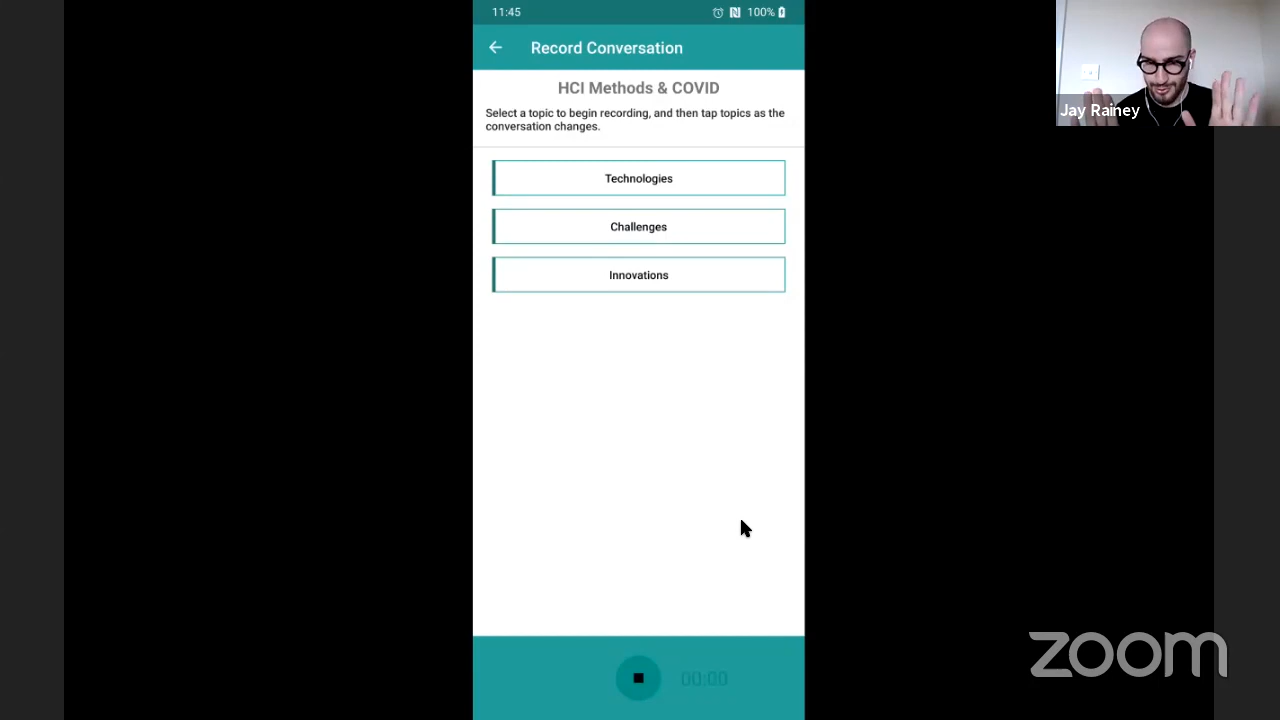 11:45
100%
Record Conversation
HCI Methods & COVID
Select a topic to begin recording, and then tap topics as the
conversation changes.
Technologies
Challenges
Innovations
00:00
Jay Rainey
zoom